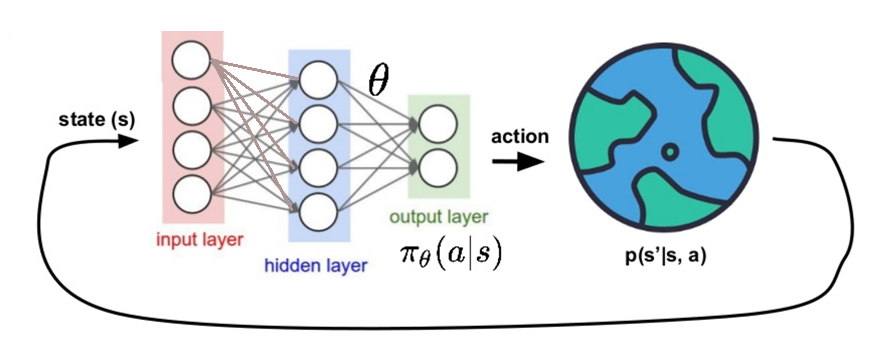 state (s)
θ
action
input layer
hidden layer
output layer
π_θ(a|s)
p(s'|s, a)